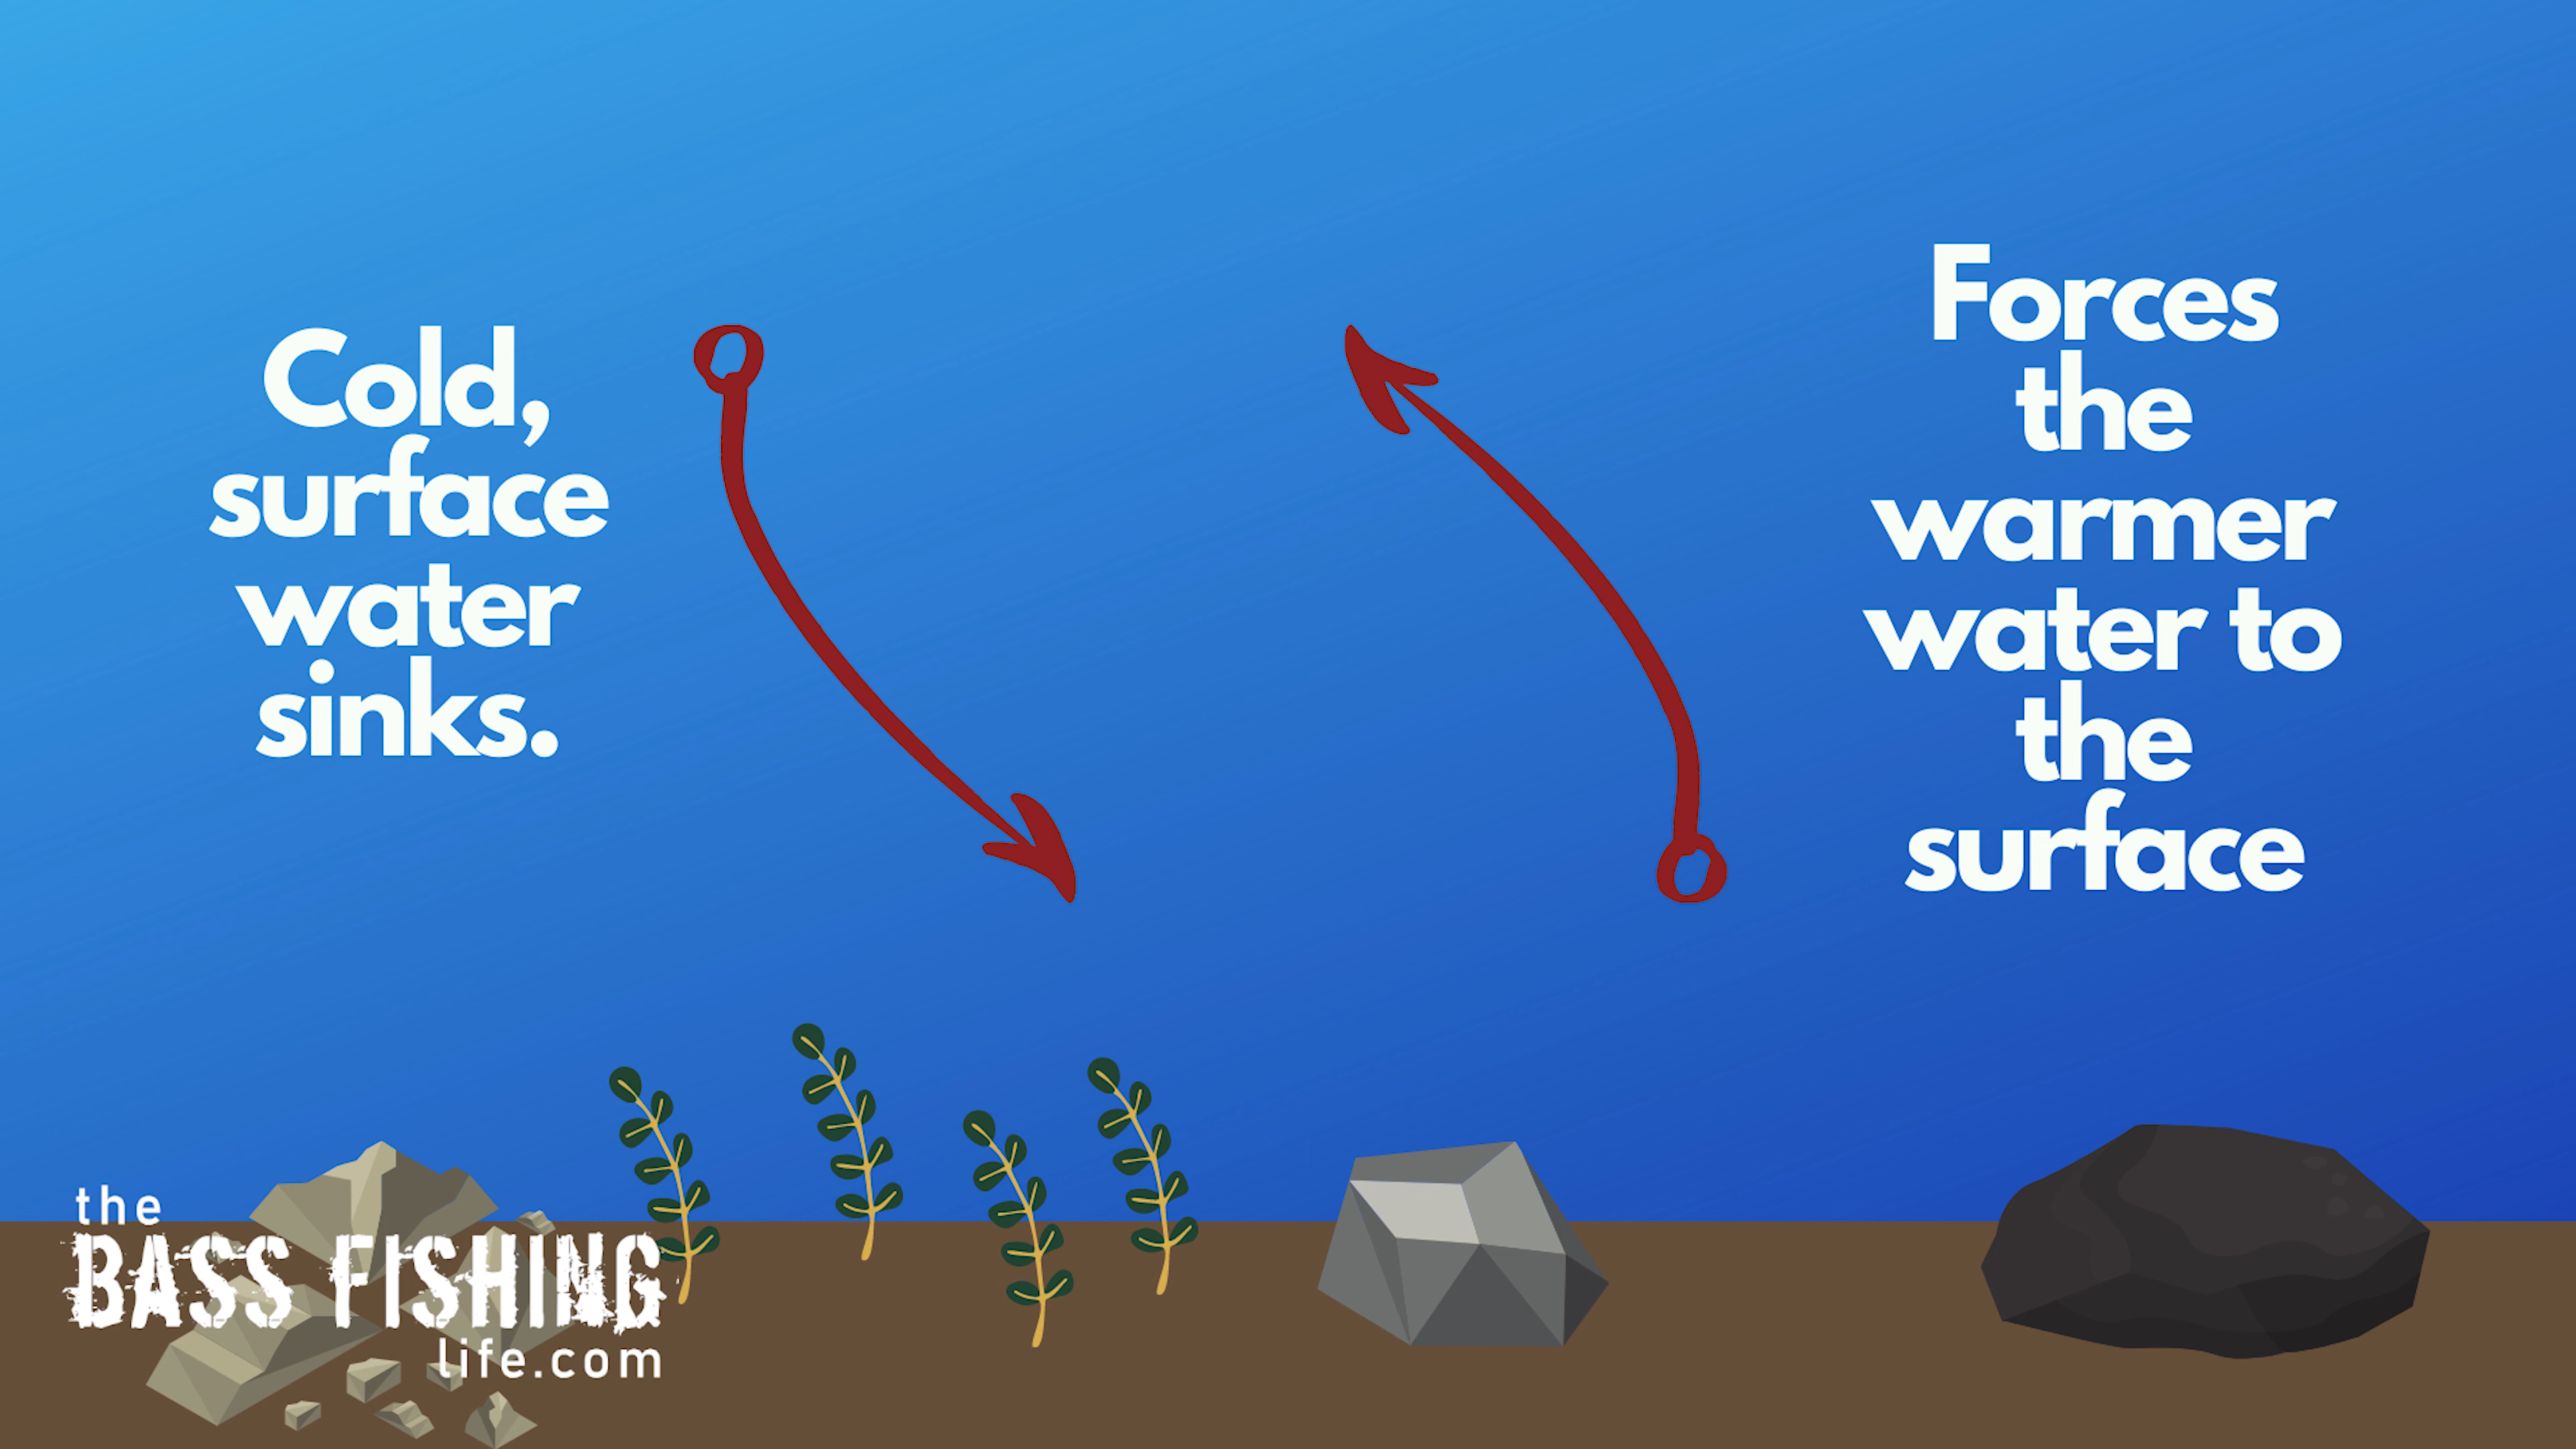 Cold,
surface
water
sinks.
Forces
the
warmer
water to
the
surface
the
BASS FISHING
life.com